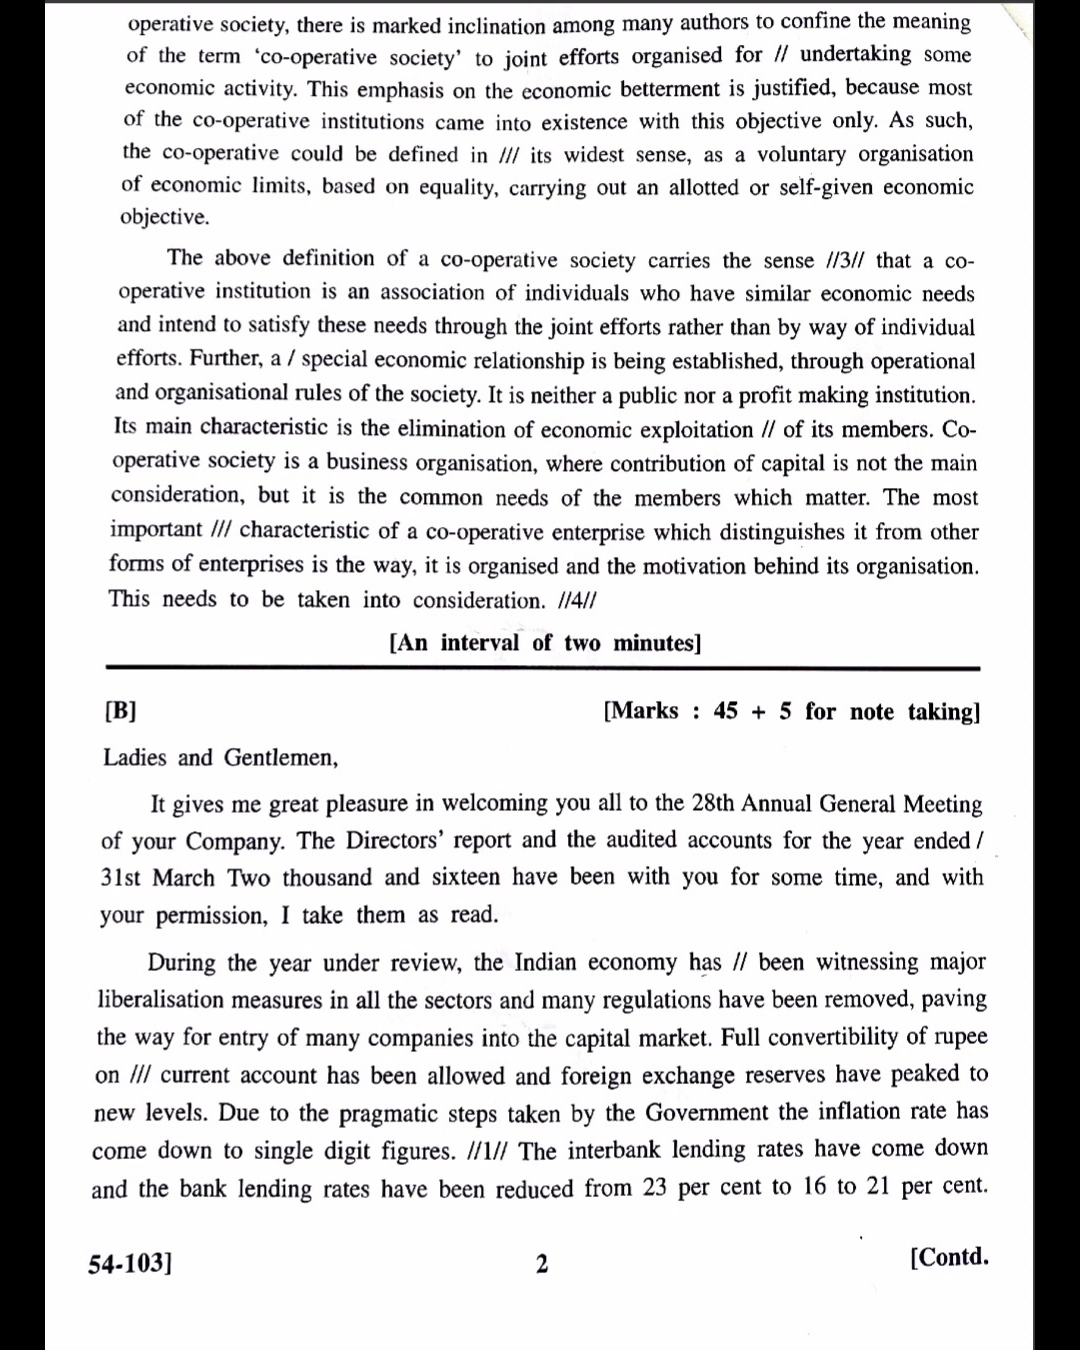 operative society, there is marked inclination among many authors to confine the meaning
of the term ‘co-operative society’ to joint efforts organised for // undertaking some
economic activity. This emphasis on the economic betterment is justified, because most
of the co-operative institutions came into existence with this objective only. As such,
the co-operative could be defined in /// its widest sense, as a voluntary organisation
of economic limits, based on equality, carrying out an allotted or self-given economic
objective.
The above definition of a co-operative society carries the sense //3// that a co-
operative institution is an association of individuals who have similar economic needs
and intend to satisfy these needs through the joint efforts rather than by way of individual
efforts. Further, a / special economic relationship is being established, through operational
and organisational rules of the society. It is neither a public nor a profit making institution.
Its main characteristic is the elimination of economic exploitation // of its members. Co-
operative society is a business organisation, where contribution of capital is not the main
consideration, but it is the common needs of the members which matter. The most
important /// characteristic of a co-operative enterprise which distinguishes it from other
forms of enterprises is the way, it is organised and the motivation behind its organisation.
This needs to be taken into consideration. //4//
[An interval of two minutes]
[B] [Marks : 45 + 5 for note taking]
Ladies and Gentlemen,
It gives me great pleasure in welcoming you all to the 28th Annual General Meeting
of your Company. The Directors’ report and the audited accounts for the year ended /
31st March Two thousand and sixteen have been with you for some time, and with
your permission, I take them as read.
During the year under review, the Indian economy has // been witnessing major
liberalisation measures in all the sectors and many regulations have been removed, paving
the way for entry of many companies into the capital market. Full convertibility of rupee
on /// current account has been allowed and foreign exchange reserves have peaked to
new levels. Due to the pragmatic steps taken by the Government the inflation rate has
come down to single digit figures. //1// The interbank lending rates have come down
and the bank lending rates have been reduced from 23 per cent to 16 to 21 per cent.
54-103] 2 [Contd.